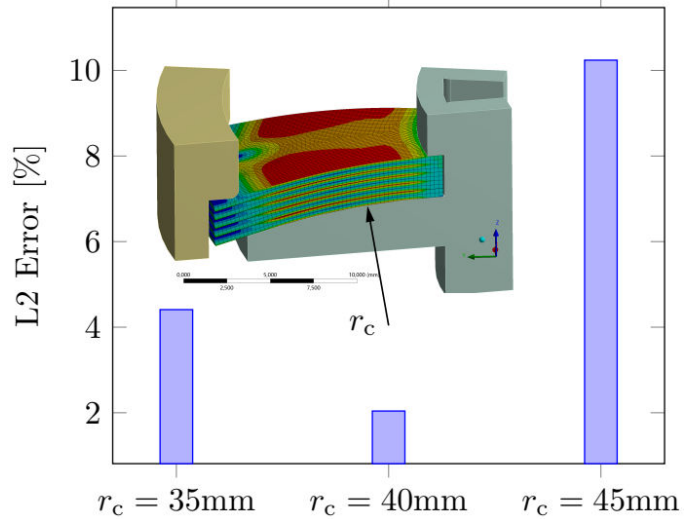 L2 Error [%]
10
8
6
4
2
0,000
5,000
10,000 (mm)
2,500
7,500
Z
r_c
r_c = 35mm
r_c = 40mm
r_c = 45mm